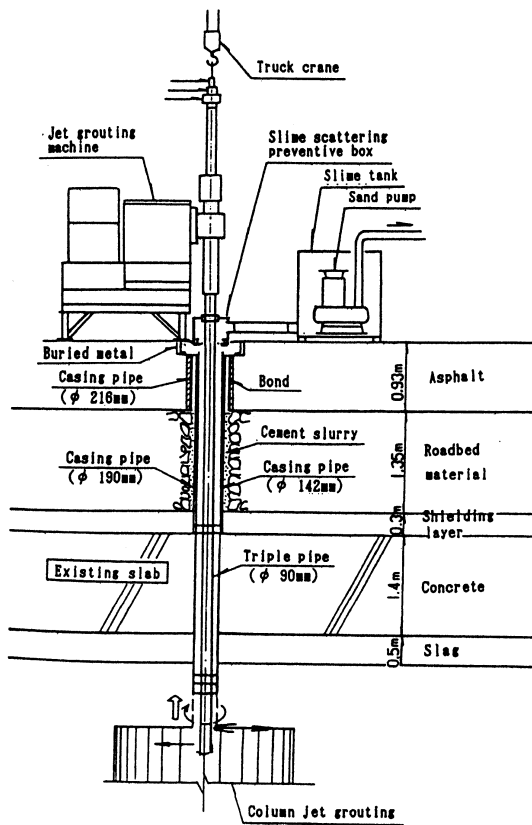 Truck crane
Jet grouting
machine
Slime scattering
preventive box
Slime tank
Sand pump
Buried metal
Casing pipe
(φ 216mm)
Bond
0.93m
Asphalt
Cement slurry
Casing pipe
(φ 190mm)
Casing pipe
(φ 142mm)
1.35m
Roadbed
material
0.3m
Shielding
layer
Existing slab
Triple pipe
(φ 90mm)
1.4m
Concrete
0.5m
Slag
Column jet grouting